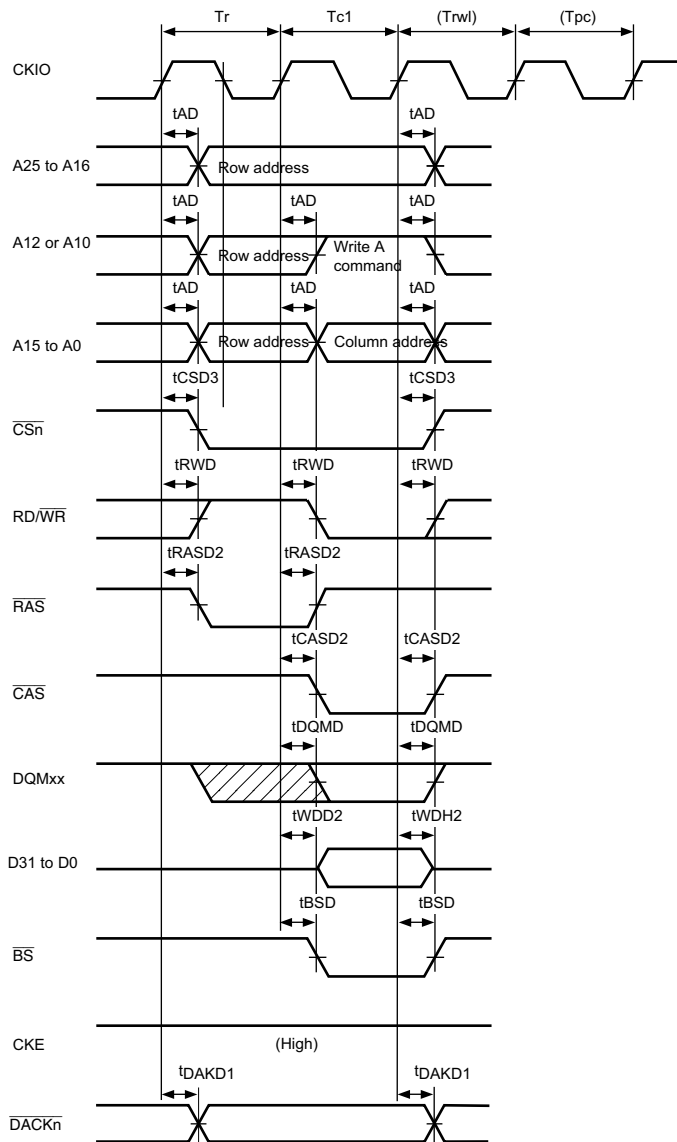 Tr Tc1 (Trwl) (Tpc)
CKIO
tAD tAD
A25 to A16 Row address
tAD tAD tAD
A12 or A10 Row address Write A command
tAD tAD tAD
A15 to A0 Row address Column address
tCSD3 tCSD3
CSn
tRWD tRWD tRWD
RD/WR
tRASD2 tRASD2
RAS
tCASD2 tCASD2
CAS
tDQMD tDQMD
DQMxx
tWDD2 tWDH2
D31 to D0
tBSD tBSD
BS
CKE (High)
tDAKD1 tDAKD1
DACKn